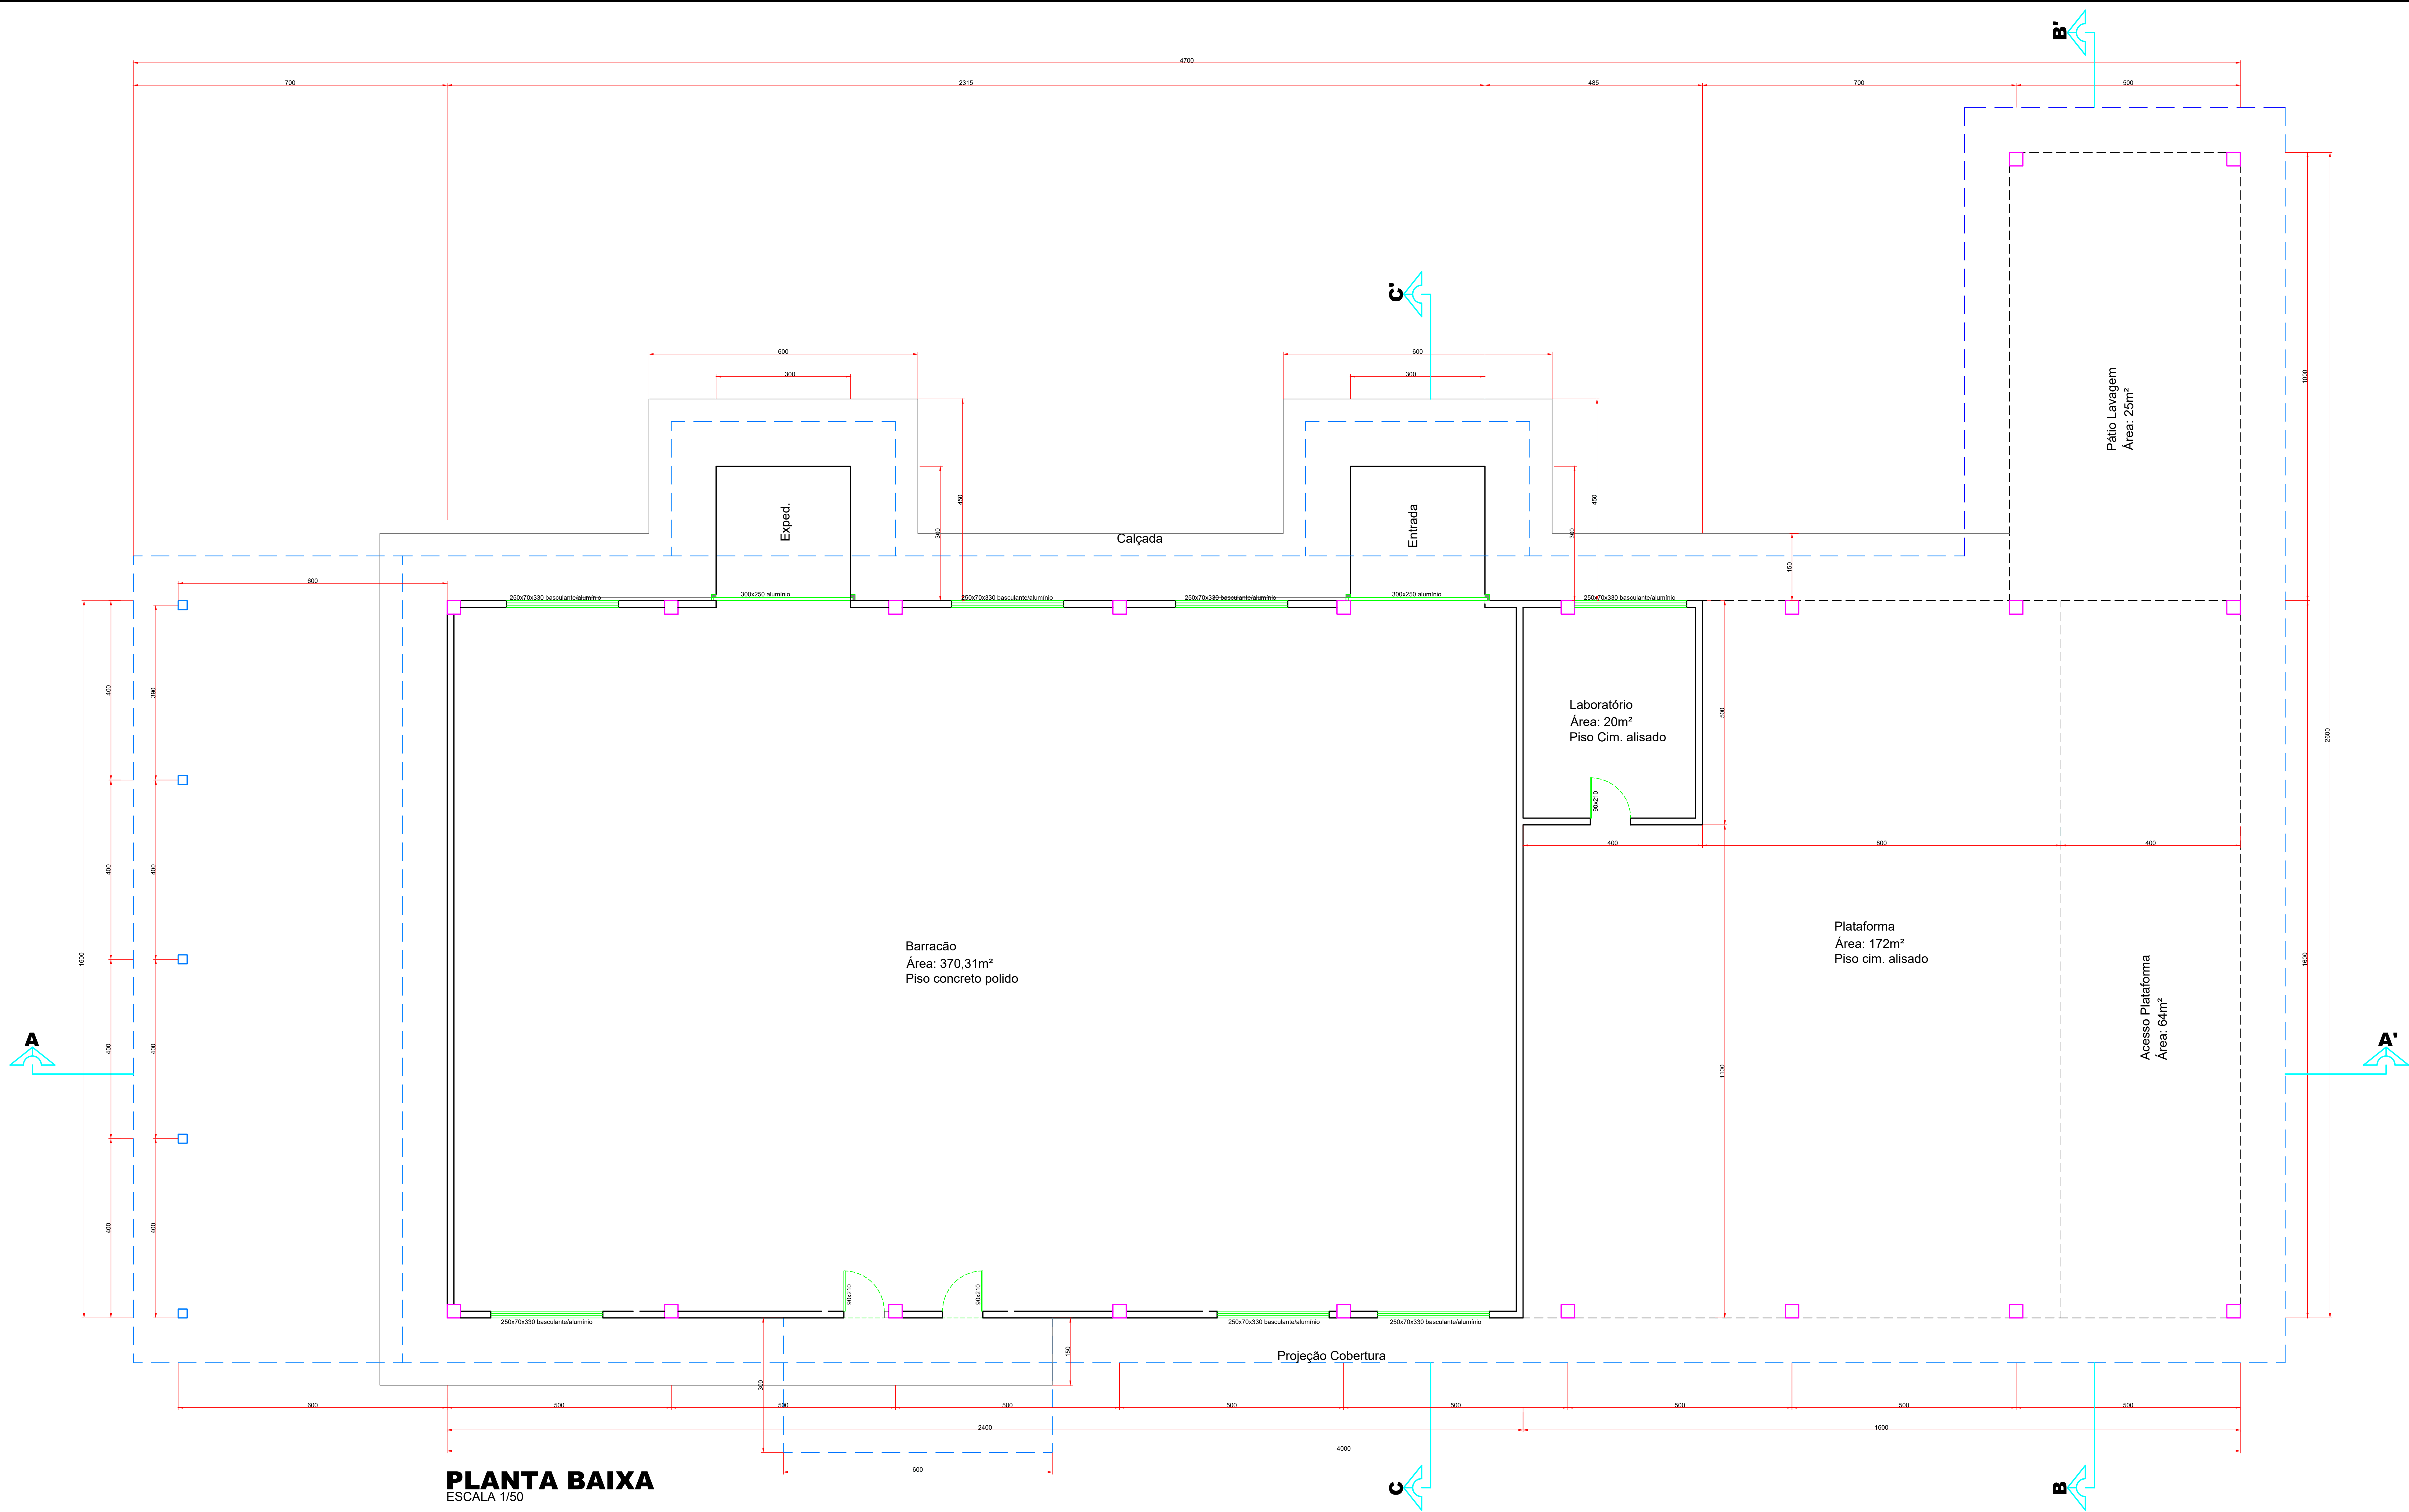 B'
4700
700
2315
485
700
500
C'
600
300
600
300
Pátio Lavagem
Área: 25m²
1000
2600
Exped.
450
300
Calçada
Entrada
450
300
150
600
250x70x330 basculante/alumínio
300x250 alumínio
250x70x330 basculante/alumínio
250x70x330 basculante/alumínio
300x250 alumínio
250x70x330 basculante/alumínio
400
390
Laboratório
Área: 20m²
Piso Cim. alisado
500
90x210
400
800
400
400
400
Barracão
Área: 370,31m²
Piso concreto polido
Plataforma
Área: 172m²
Piso cim. alisado
1600
1600
Acesso Plataforma
Área: 64m²
A
A'
400
400
1100
400
400
90x210
90x210
250x70x330 basculante/alumínio
250x70x330 basculante/alumínio
250x70x330 basculante/alumínio
150
Projeção Cobertura
300
600
500
500
500
500
500
500
500
500
2400
1600
4000
600
PLANTA BAIXA
ESCALA 1/50
C
B